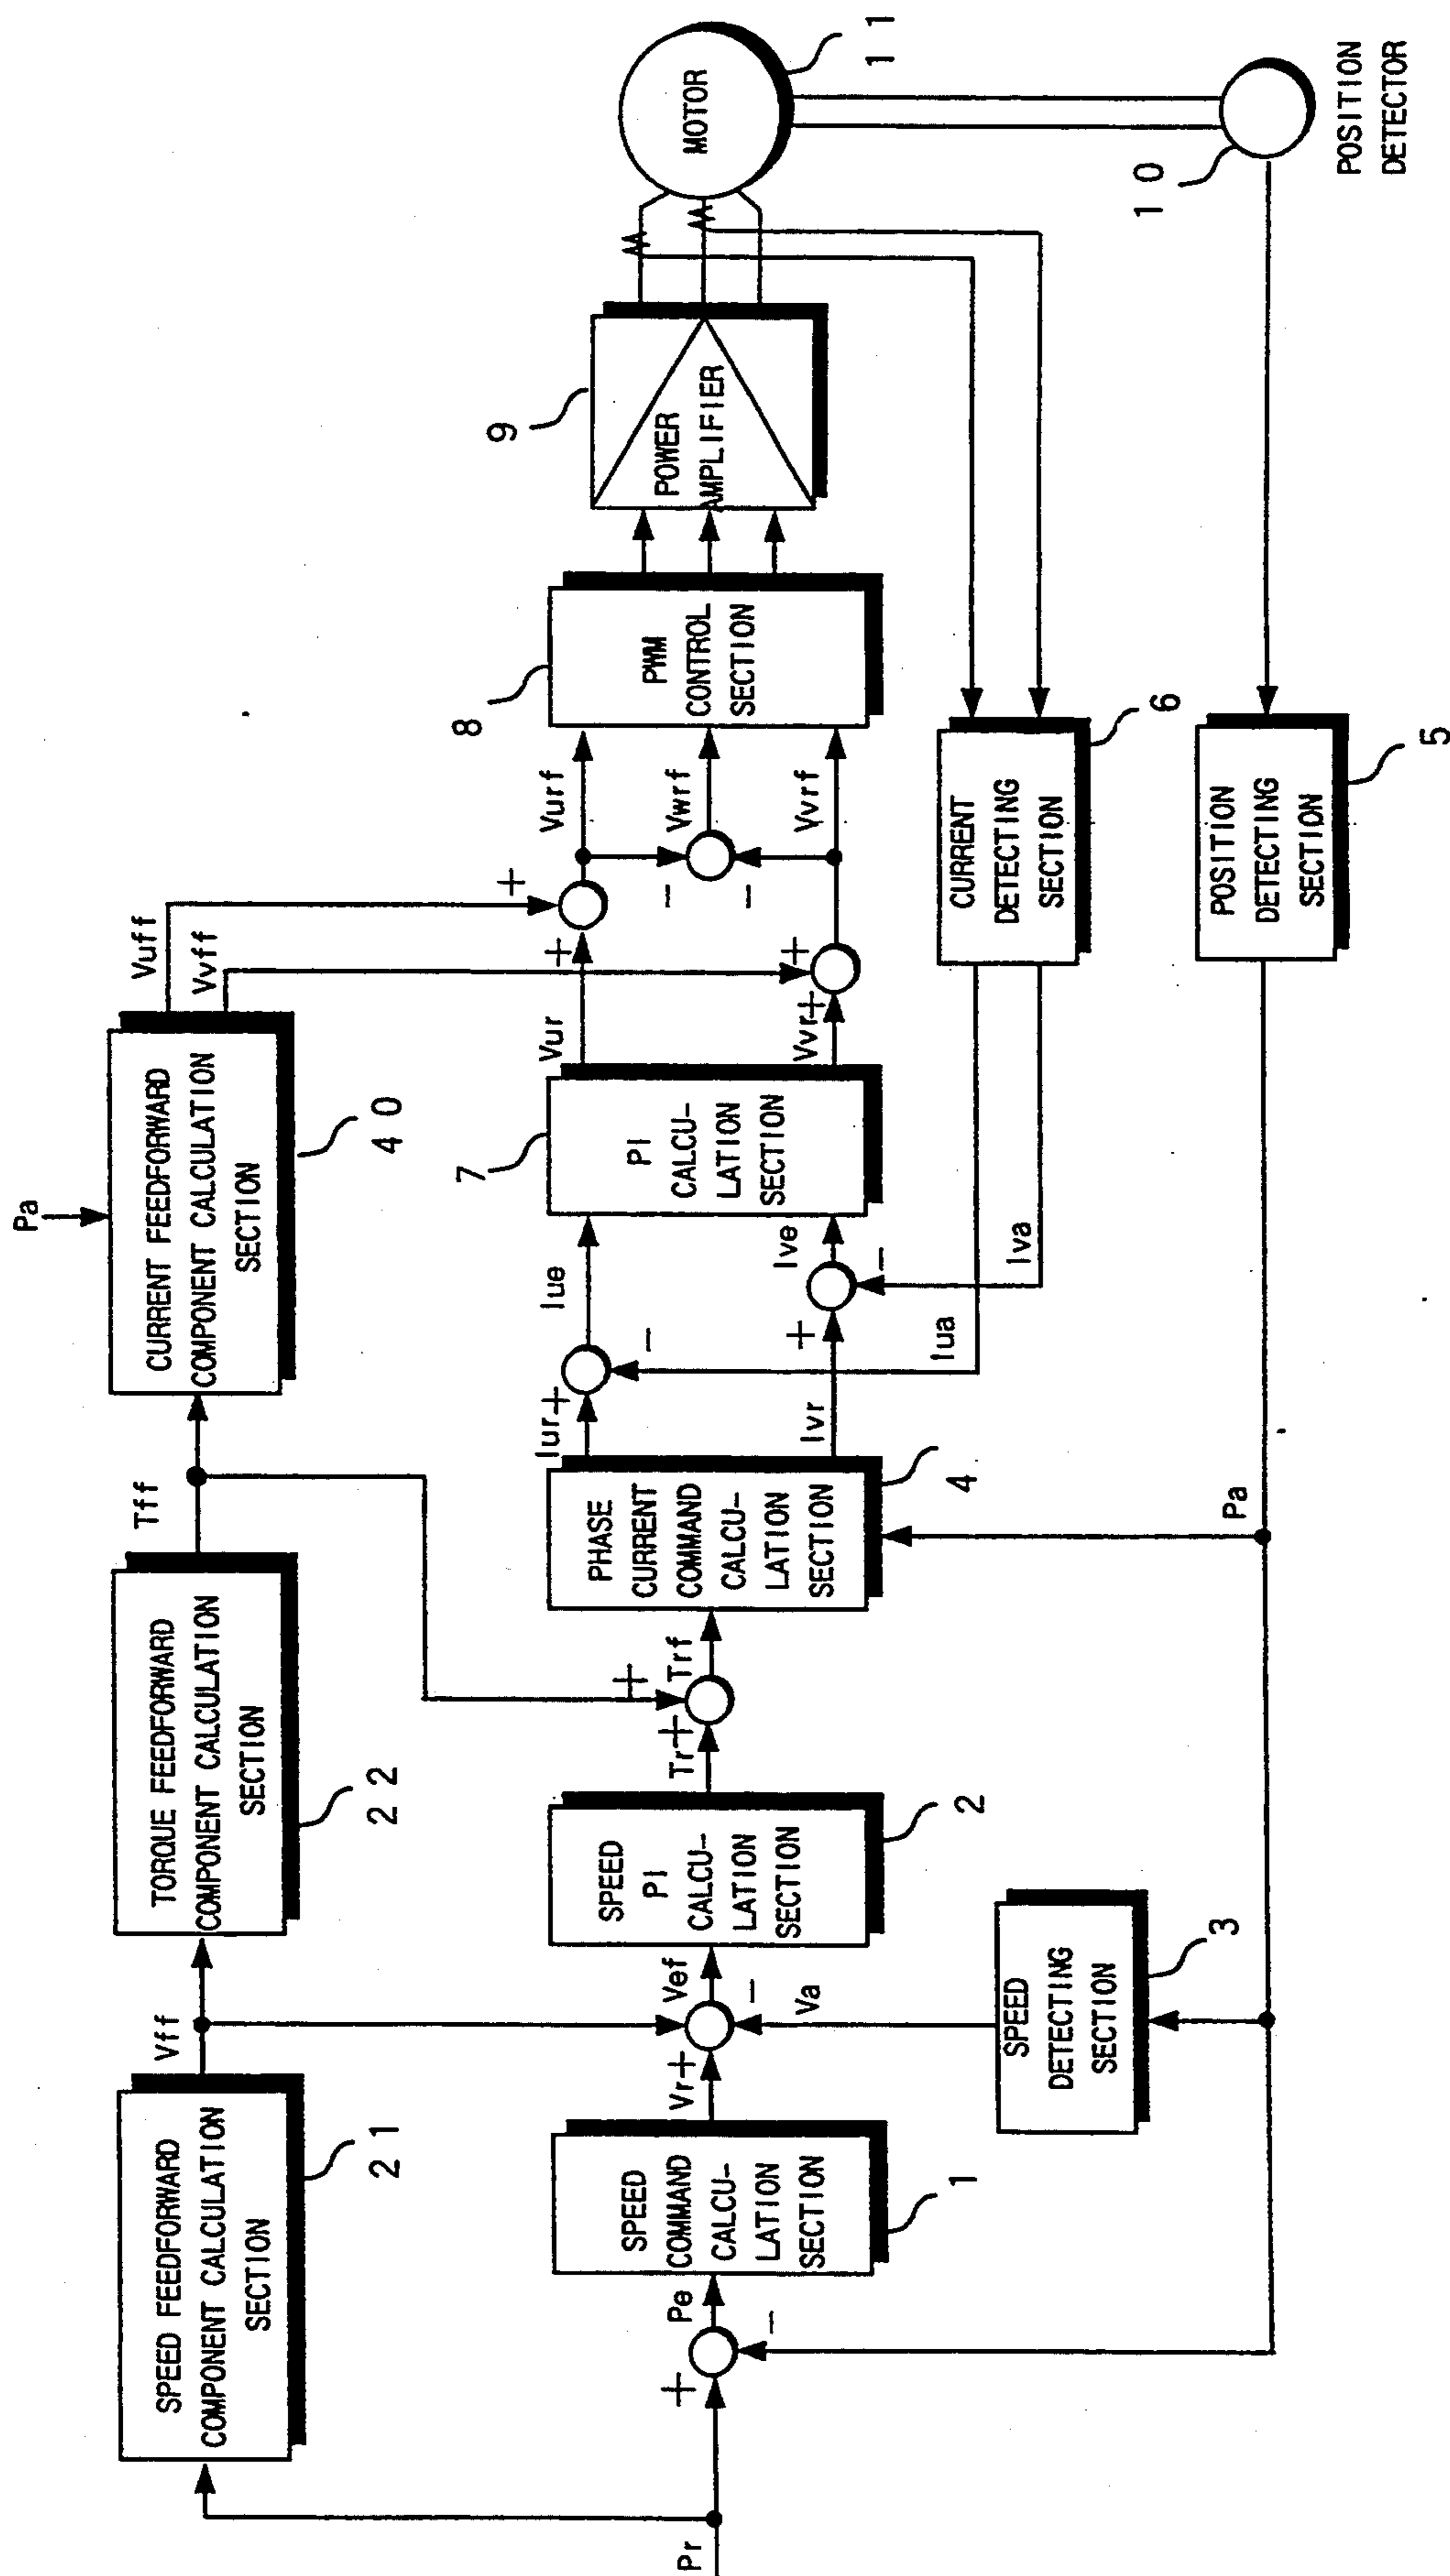 Pr
SPEED FEEDFORWARD
COMPONENT CALCULATION
SECTION
21
Vff
TORQUE FEEDFORWARD
COMPONENT CALCULATION
SECTION
22
Tff
Pa
CURRENT FEEDFORWARD
COMPONENT CALCULATION
SECTION
40
Vuff
Vvff
+
-
Pe
SPEED
COMMAND
CALCU-
LATION
SECTION
1
Vr+
-
Vef
Va
SPEED
PI
CALCU-
LATION
SECTION
2
Tr+
+
Trf
PHASE
CURRENT
COMMAND
CALCU-
LATION
SECTION
4
Iur+
-
Iue
Ivr
+
-
Ive
Iua
Iva
7
PI
CALCU-
LATION
SECTION
Vur
+
+
Vvr+
+
Vurf
-
-
Vwrf
Vvrf
8
PWM
CONTROL
SECTION
9
POWER
AMPLIFIER
MOTOR
11
SPEED
DETECTING
SECTION
3
CURRENT
DETECTING
SECTION
6
Pa
POSITION
DETECTING
SECTION
5
10
POSITION
DETECTOR